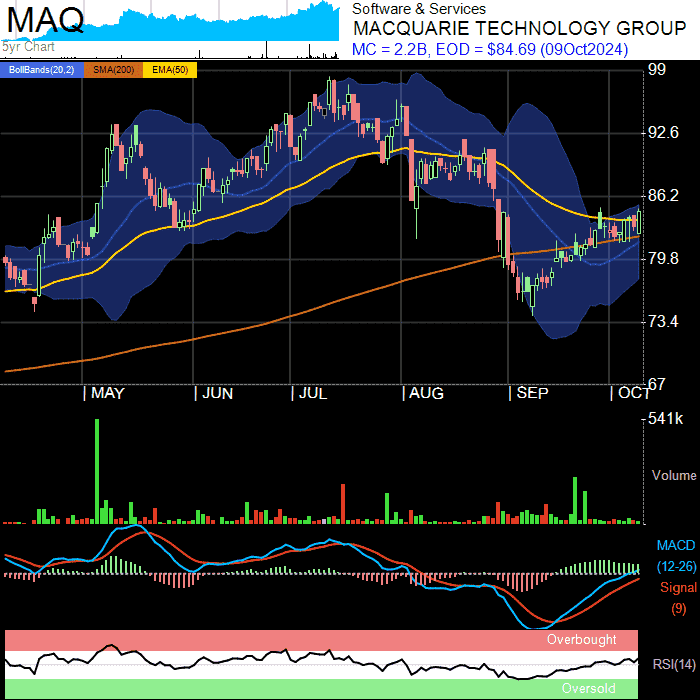 MAQ
5yr Chart
Software & Services
MACQUARIE TECHNOLOGY GROUP
MC = 2.2B, EOD = $84.69 (09Oct2024)
BollBands(20,2) SMA(200) EMA(50)
99
92.6
86.2
79.8
73.4
67
MAY JUN JUL AUG SEP OCT
541k
Volume
MACD
(12-26)
Signal
(9)
Overbought
RSI(14)
Oversold